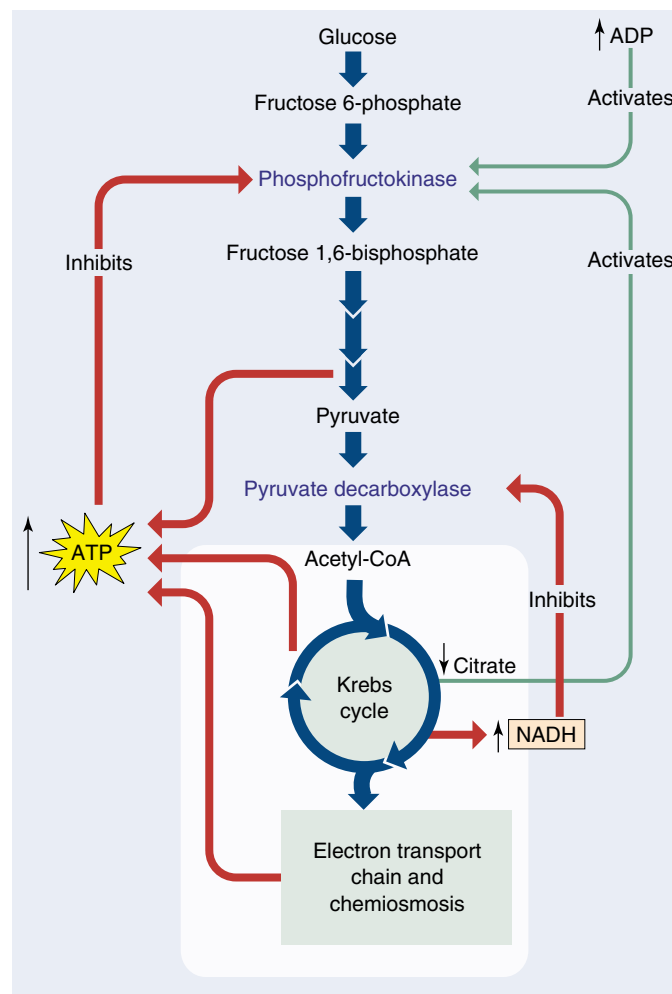 Glucose
ADP
Fructose 6-phosphate
Activates
Phosphofructokinase
Fructose 1,6-bisphosphate
Inhibits
Activates
Pyruvate
Pyruvate decarboxylase
ATP
Acetyl-CoA
Inhibits
Citrate
Krebs
cycle
NADH
Electron transport
chain and
chemiosmosis